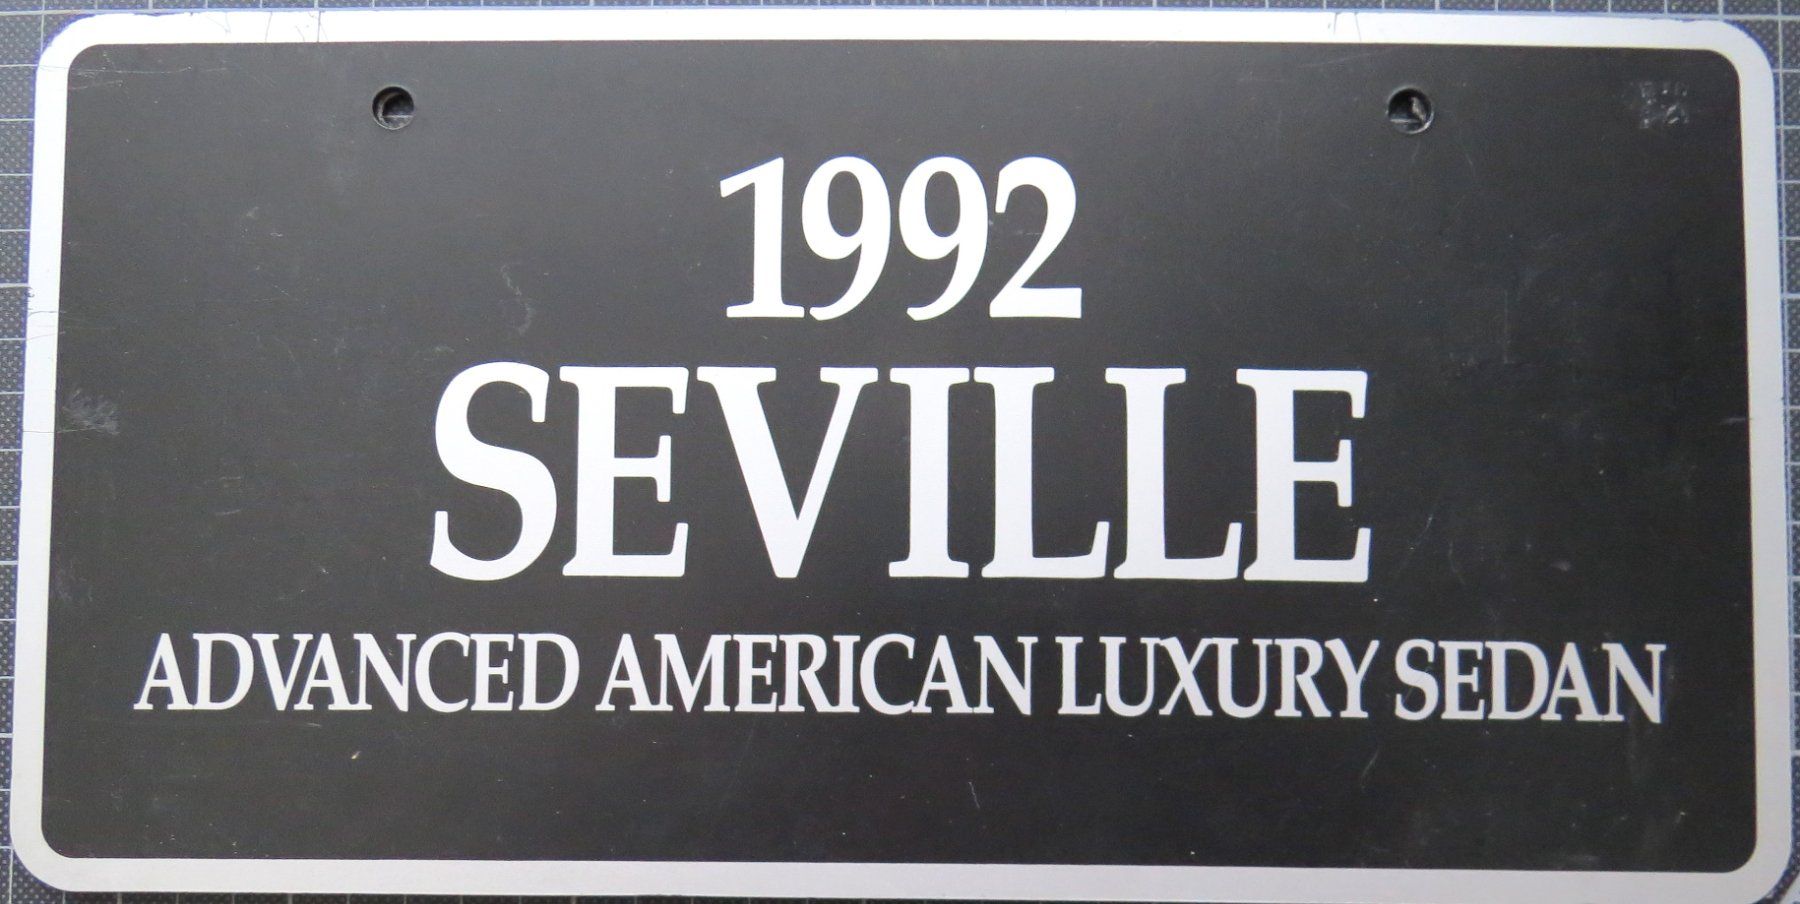 1992
SEVILLE
ADVANCED AMERICAN LUXURY SEDAN